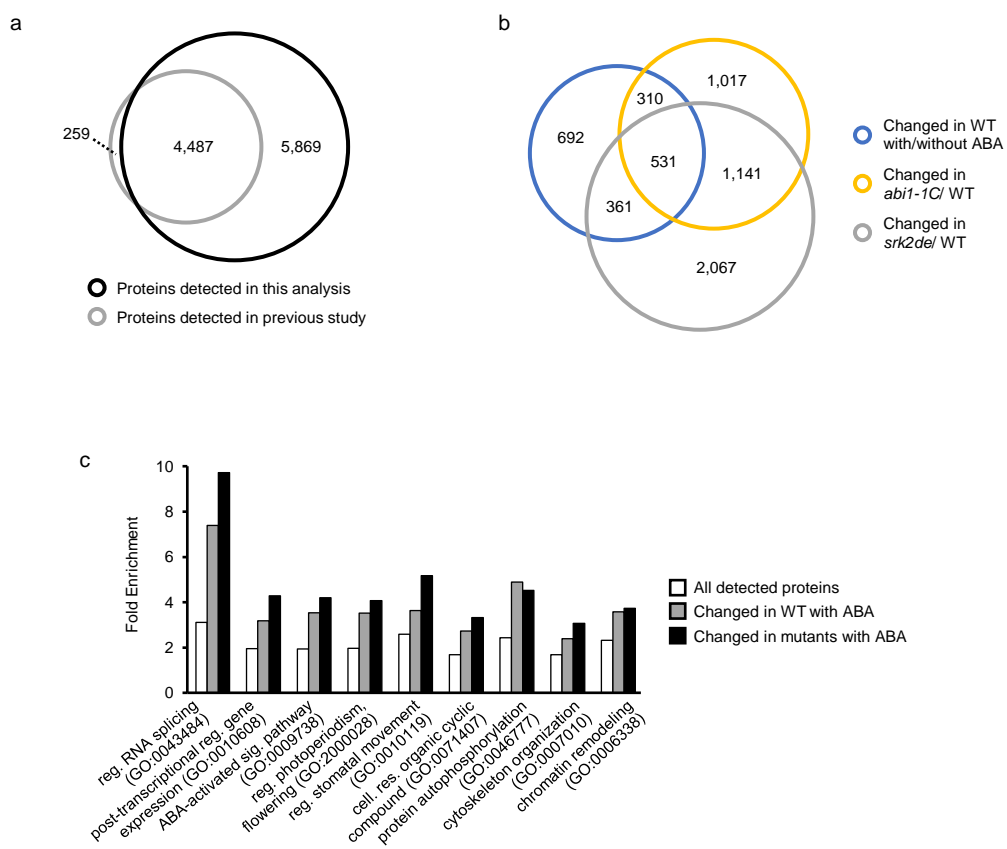 a
259
4,487
5,869
Proteins detected in this analysis
Proteins detected in previous study
b
1,017
310
692
531
1,141
361
2,067
Changed in WT
with/without ABA
Changed in
abi1-1C/ WT
Changed in
srk2de/ WT
c
Fold Enrichment
10
8
6
4
2
0
All detected proteins
Changed in WT with ABA
Changed in mutants with ABA
reg. RNA splicing
(GO:0043484)
post-transcriptional reg. gene
expression (GO:0010608)
ABA-activated sig. pathway
(GO:0009738)
reg. photoperiodism,
flowering (GO:2000028)
reg. stomatal movement
(GO:0010119)
cell. res. organic cyclic
compound (GO:0071407)
protein autophosphorylation
(GO:0046777)
cytoskeleton organization
(GO:0007010)
chromatin remodeling
(GO:0006338)